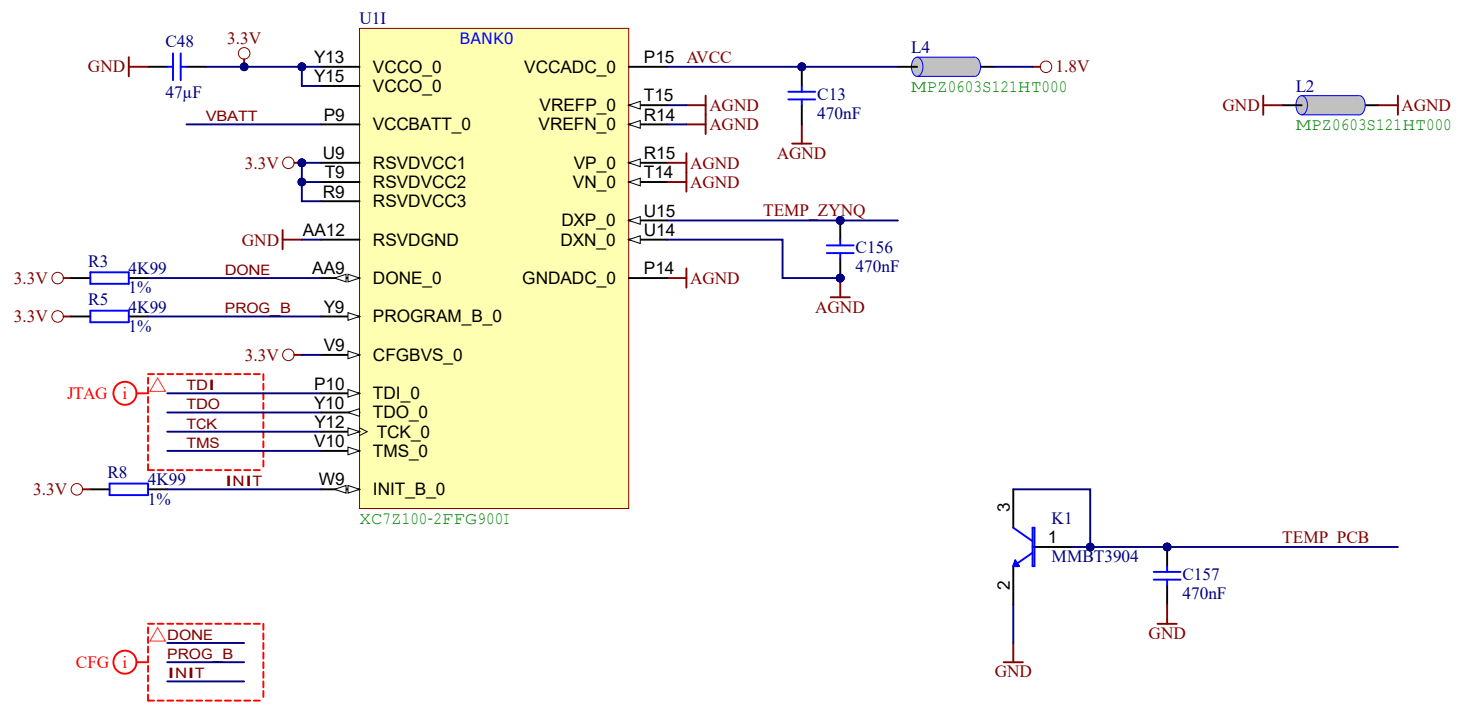 U1I
BANK0
C48
3.3V
GND
47µF
Y13
VCCO_0
Y15
VCCO_0
VBATT
P9
VCCBATT_0
3.3V
U9
RSVDVCC1
T9
RSVDVCC2
R9
RSVDVCC3
GND
AA12
RSVDGND
3.3V
R3
4K99
1%
DONE
AA9
DONE_0
3.3V
R5
4K99
1%
PROG_B
Y9
PROGRAM_B_0
3.3V
V9
CFGBVS_0
JTAG
i
TDI
P10
TDI_0
TDO
Y10
TDO_0
TCK
Y12
TCK_0
TMS
V10
TMS_0
3.3V
R8
4K99
1%
INIT
W9
INIT_B_0
XC7Z100-2FFG900I
VCCADC_0
P15
AVCC
L4
MPZ0603S121HT000
1.8V
C13
470nF
AGND
VREFP_0
T15
AGND
VREFN_0
R14
AGND
VP_0
R15
AGND
VN_0
T14
AGND
DXP_0
U15
TEMP_ZYNQ
DXN_0
U14
C156
470nF
AGND
GNDADC_0
P14
AGND
GND
L2
MPZ0603S121HT000
AGND
3
K1
1
MMBT3904
2
GND
TEMP_PCB
C157
470nF
GND
CFG
i
DONE
PROG_B
INIT